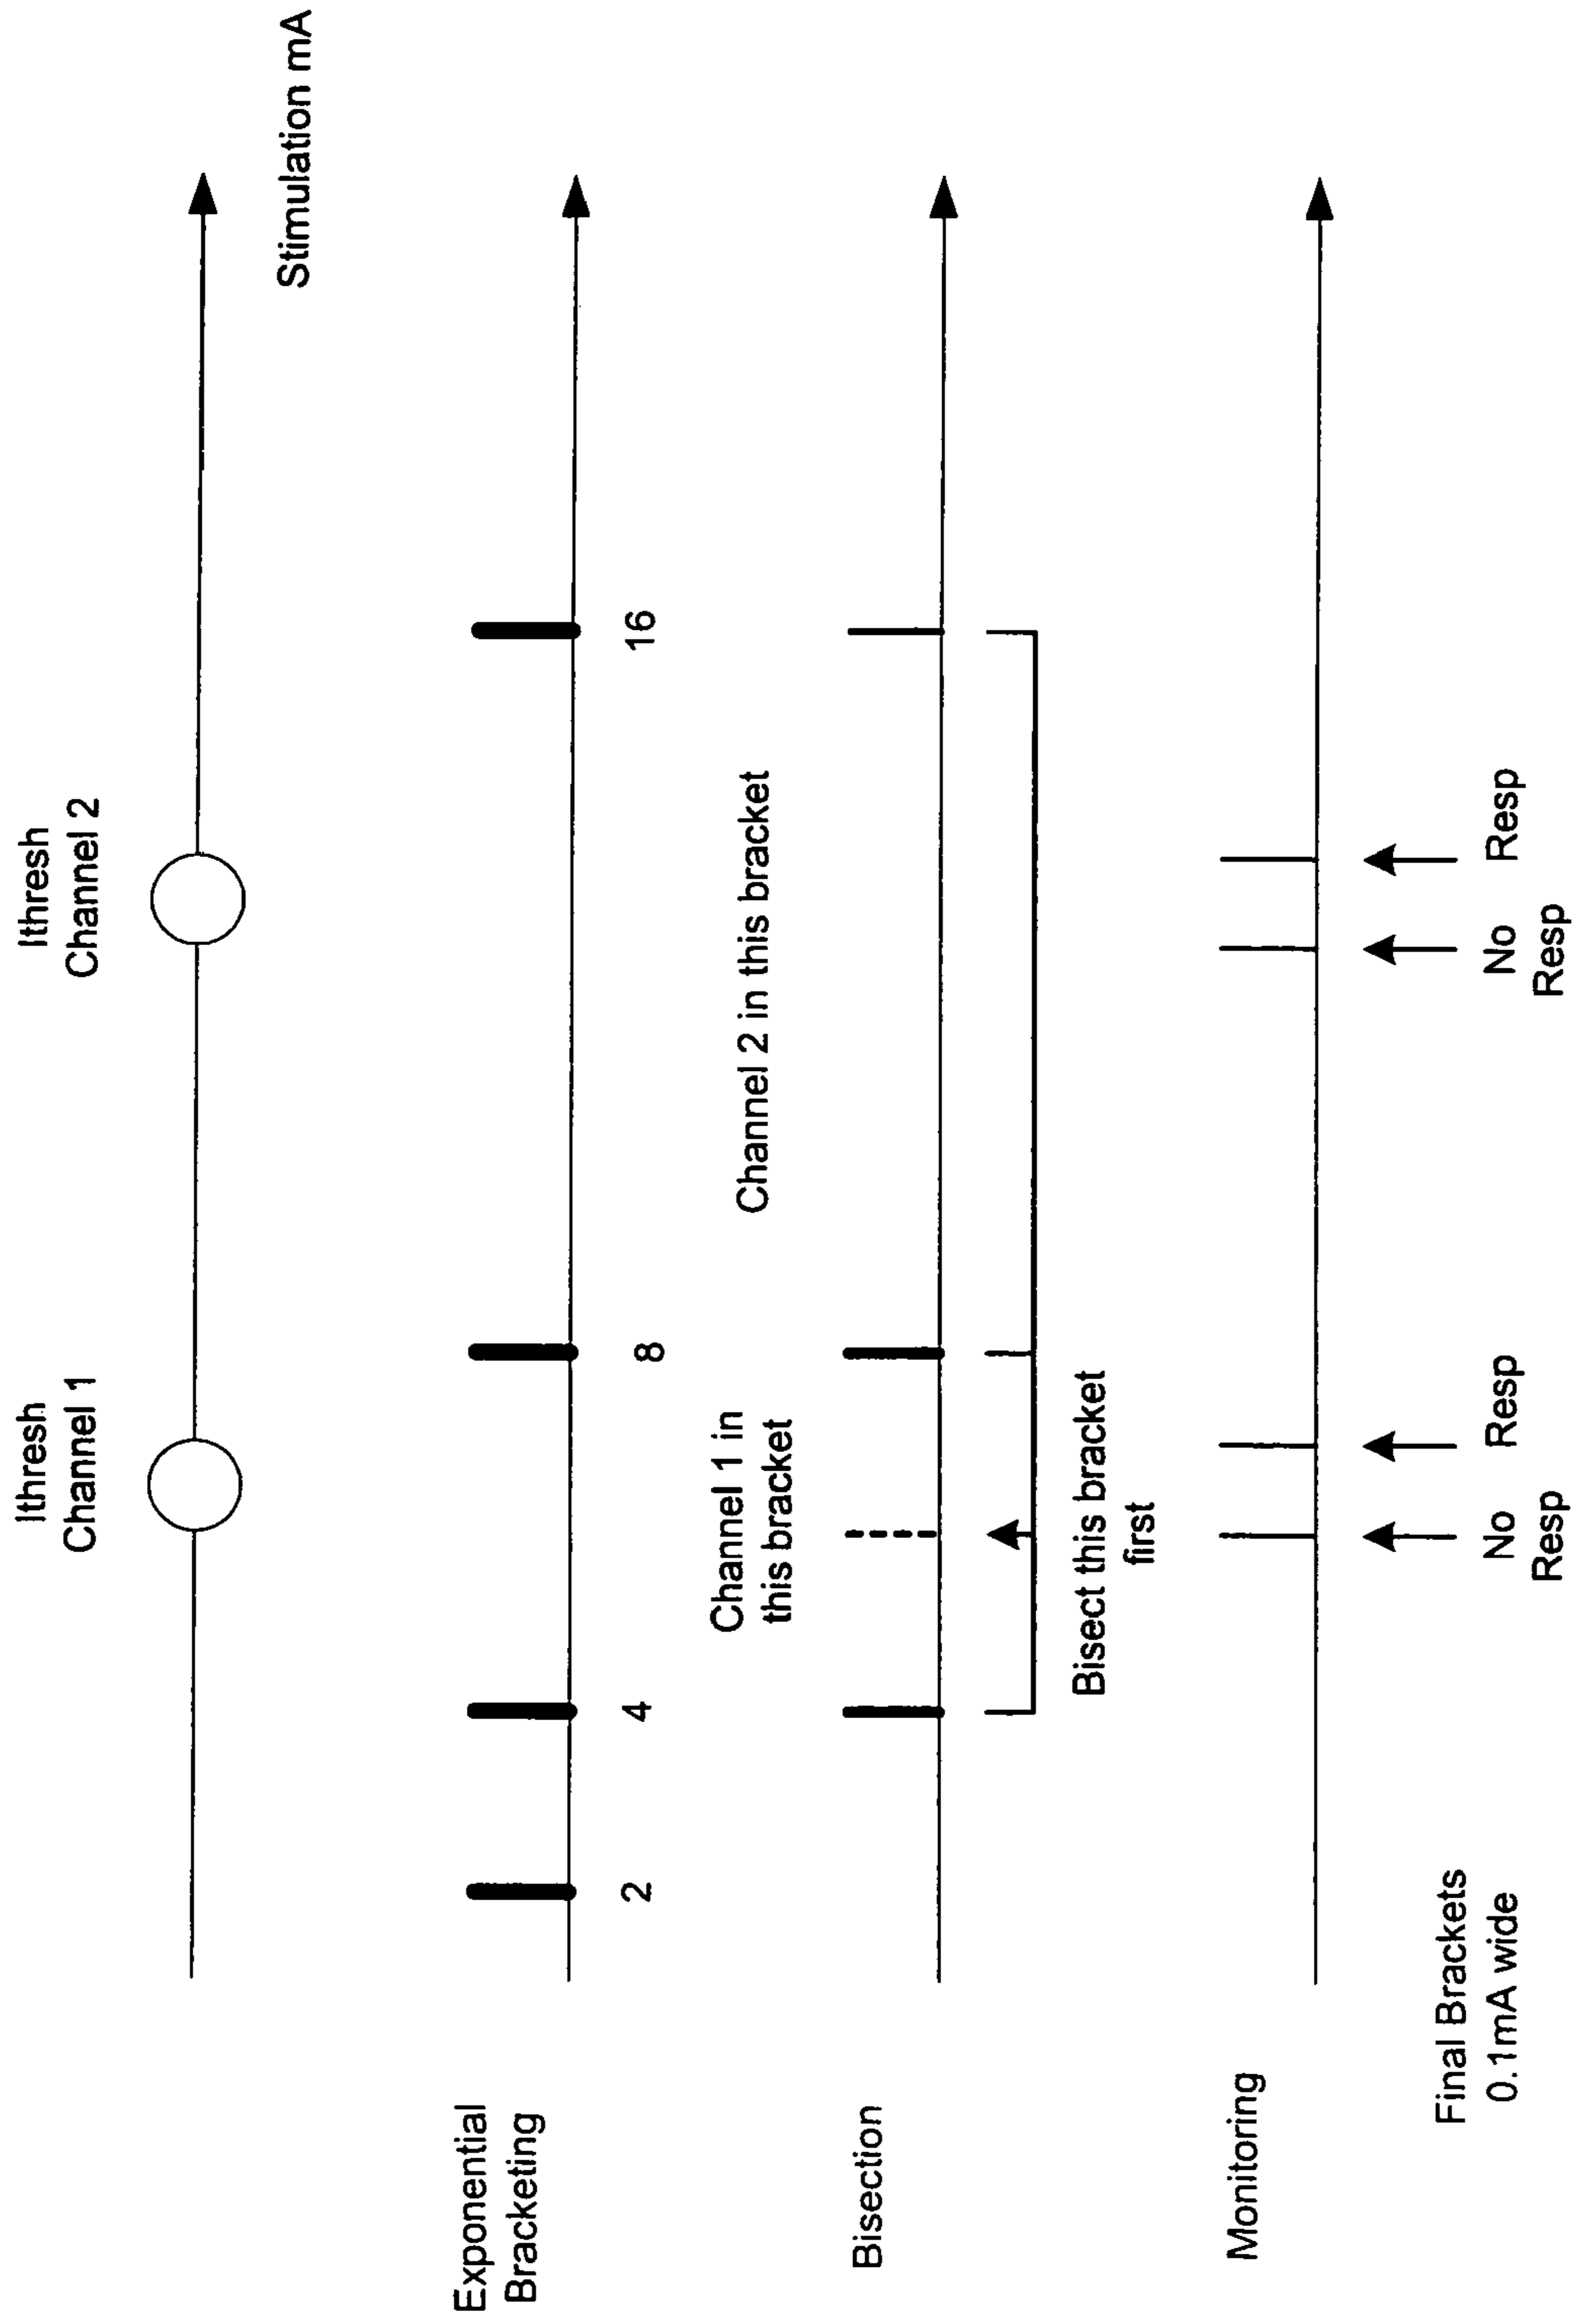 Ithresh
Channel 1
Ithresh
Channel 2
Stimulation mA
Exponential
Bracketing
2
4
8
16
Channel 1 in
this bracket
Channel 2 in this bracket
Bisection
Bisect this bracket
first
Monitoring
No
Resp
Resp
No
Resp
Resp
Final Brackets
0.1mA wide